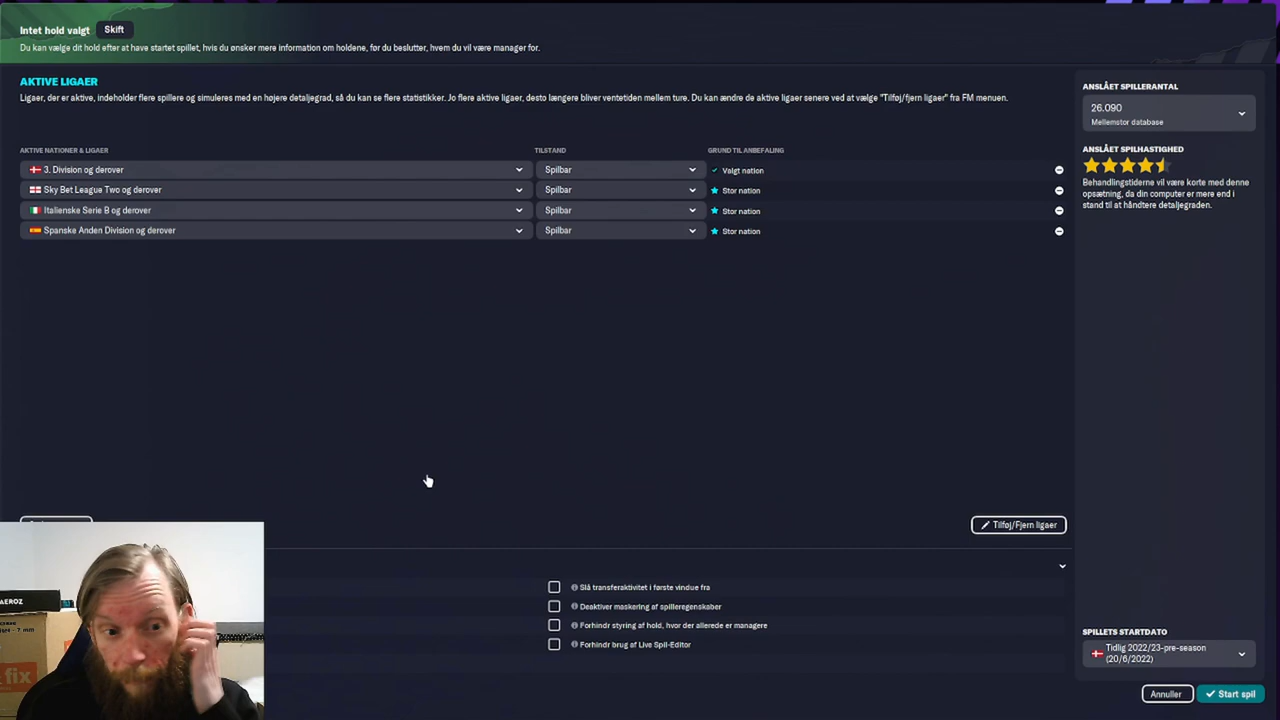 Intet hold valgt Skift
Du kan vælge dit hold efter at have startet spillet, hvis du ønsker mere information om holdene, før du beslutter, hvem du vil være manager for.
AKTIVE LIGAER
Ligaer, der er aktive, indeholder flere spillere og simuleres med en højere detaljegrad, så du kan se flere statistikker. Jo flere aktive ligaer, desto længere bliver ventetiden mellem ture. Du kan ændre de aktive ligaer senere ved at vælge "Tilføj/fjern ligaer" fra FM menuen.
AKTIVE NATIONER & LIGAER TILSTAND GRUND TIL ANBEFALING
3. Division og derover Spilbar Valgt nation
Sky Bet League Two og derover Spilbar Stor nation
Italienske Serie B og derover Spilbar Stor nation
Spanske Anden Division og derover Spilbar Stor nation
Tilføj/Fjern ligaer
Slå transferaktivitet i første vindue fra
Deaktiver maskering af spilleregenskaber
Forhindr styring af hold, hvor der allerede er managere
Forhindr brug af Live Spil-Editor
ANSLÅET SPILLERANTAL
26.090
Mellemstor database
ANSLÅET SPILHASTIGHED
Behandlingstiderne vil være korte med denne
opsætning, da din computer er mere end i
stand til at håndtere detaljegraden.
SPILLETS STARTDATO
Tidlig 2022/23-pre-season
(20/6/2022)
Annuller Start spil
AEROZ
fix